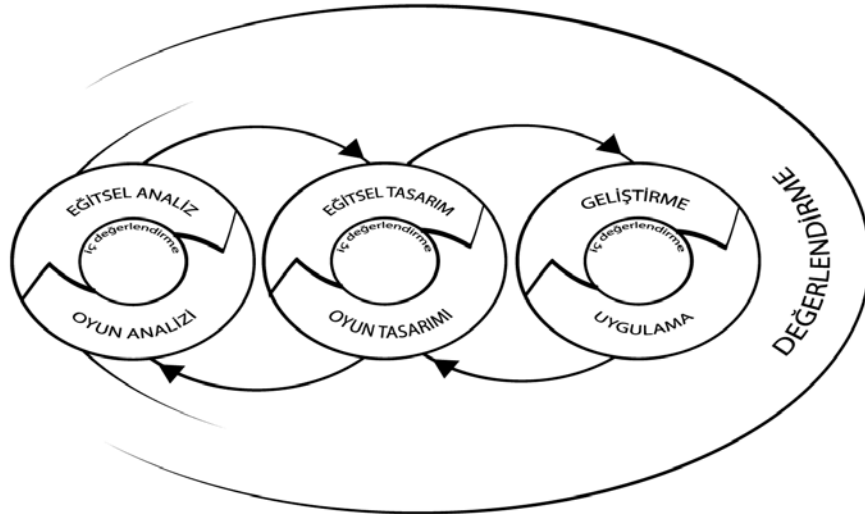 EĞİTSEL ANALİZ
iç değerlendirme
OYUN ANALİZİ
EĞİTSEL TASARIM
iç değerlendirme
OYUN TASARIMI
GELİŞTİRME
iç değerlendirme
UYGULAMA
DEĞERLENDİRME